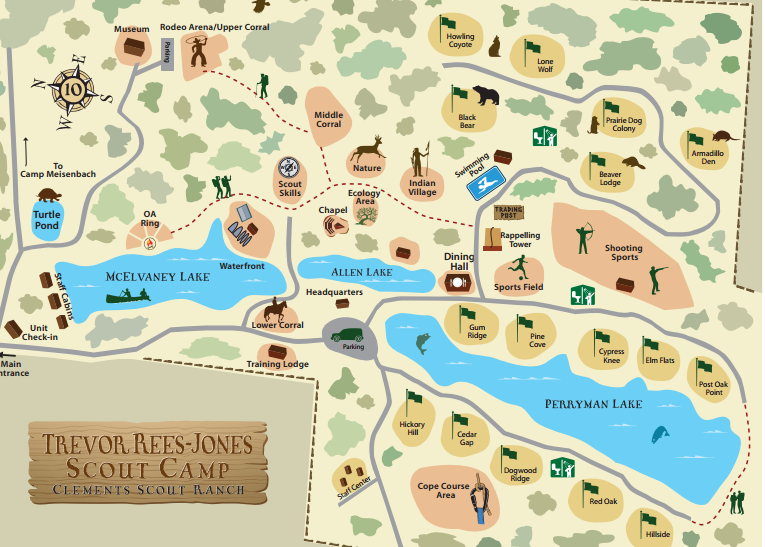 Museum
Rodeo Arena/Upper Corral
Parking
Howling
Coyote
Lone
Wolf
N
E
W
S
10
Middle
Corral
Black
Bear
Prairie Dog
Colony
Armadillo
Den
To
Camp Meisenbach
Nature
Swimming
Pool
Beaver
Lodge
Scout
Skills
Indian
Village
Turtle
Pond
OA
Ring
Ecology
Area
Chapel
TRADING
POST
Rappelling
Tower
Shooting
Sports
Waterfront
McElvaney Lake
Allen Lake
Dining
Hall
Sports Field
Staff Cabins
Headquarters
Unit
Check-in
Lower Corral
Parking
Gum
Ridge
Pine
Cove
Cypress
Knee
Elm Flats
Post Oak
Point
Main
ntrance
Training Lodge
Perryman Lake
Hickory
Hill
Cedar
Gap
Dogwood
Ridge
Trevor Rees-Jones
Scout Camp
Clements Scout Ranch
Staff Center
Cope Course
Area
Red Oak
Hillside